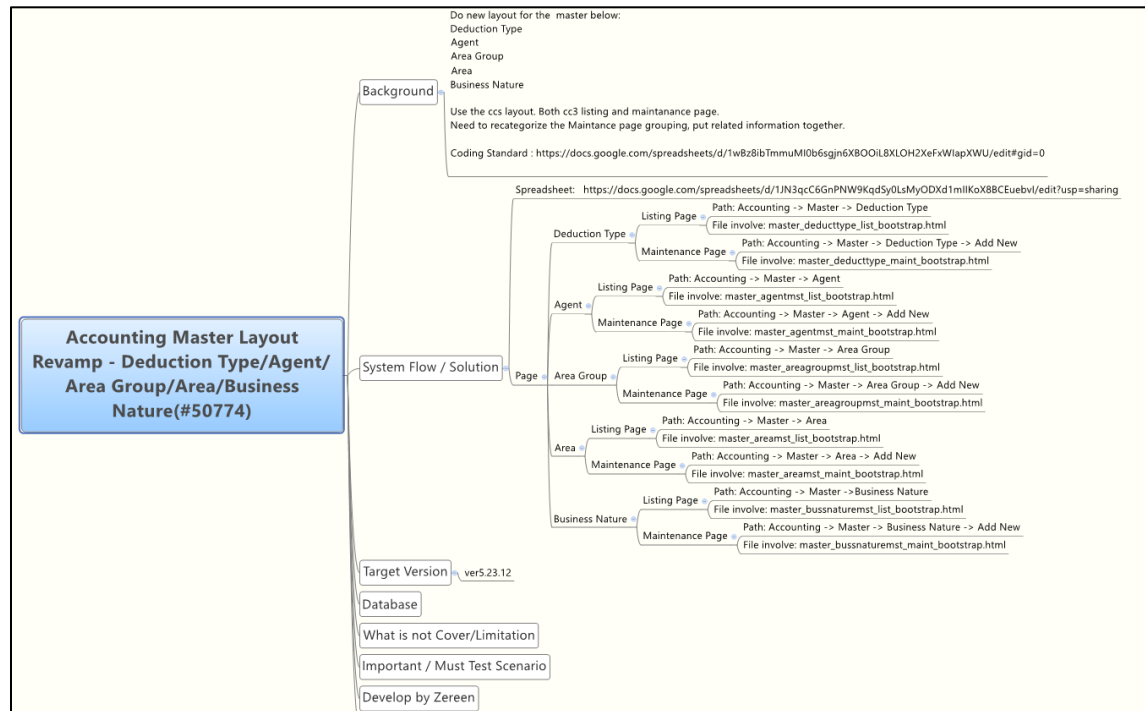 Do new layout for the  master below:
Deduction Type
Agent
Area Group
Area
Business Nature
Use the ccs layout. Both cc3 listing and maintanance page.
Need to recategorize the Maintance page grouping, put related information together.
Coding Standard : https://docs.google.com/spreadsheets/d/1wBz8ibTmmuMI0b6sgjn6XBOOiL8XLOH2XeFxWIapXWU/edit#gid=0
Background
Spreadsheet:   https://docs.google.com/spreadsheets/d/1JN3qcC6GnPNW9KqdSy0LsMyODXd1mIIKoX8BCEuebvI/edit?usp=sharing
Accounting Master Layout
Revamp - Deduction Type/Agent/
Area Group/Area/Business
Nature(#50774)
System Flow / Solution
Page
Deduction Type
Listing Page
Path: Accounting -> Master -> Deduction Type
File involve: master_deducttype_list_bootstrap.html
Maintenance Page
Path: Accounting -> Master -> Deduction Type -> Add New
File involve: master_deducttype_maint_bootstrap.html
Agent
Listing Page
Path: Accounting -> Master -> Agent
File involve: master_agentmst_list_bootstrap.html
Maintenance Page
Path: Accounting -> Master -> Agent -> Add New
File involve: master_agentmst_maint_bootstrap.html
Area Group
Listing Page
Path: Accounting -> Master -> Area Group
File involve: master_areagroupmst_list_bootstrap.html
Maintenance Page
Path: Accounting -> Master -> Area Group -> Add New
File involve: master_areagroupmst_maint_bootstrap.html
Area
Listing Page
Path: Accounting -> Master -> Area
File involve: master_areamst_list_bootstrap.html
Maintenance Page
Path: Accounting -> Master -> Area -> Add New
File involve: master_areamst_maint_bootstrap.html
Business Nature
Listing Page
Path: Accounting -> Master ->Business Nature
File involve: master_bussnaturemst_list_bootstrap.html
Maintenance Page
Path: Accounting -> Master -> Business Nature -> Add New
File involve: master_bussnaturemst_maint_bootstrap.html
Target Version
ver5.23.12
Database
What is not Cover/Limitation
Important / Must Test Scenario
Develop by Zereen